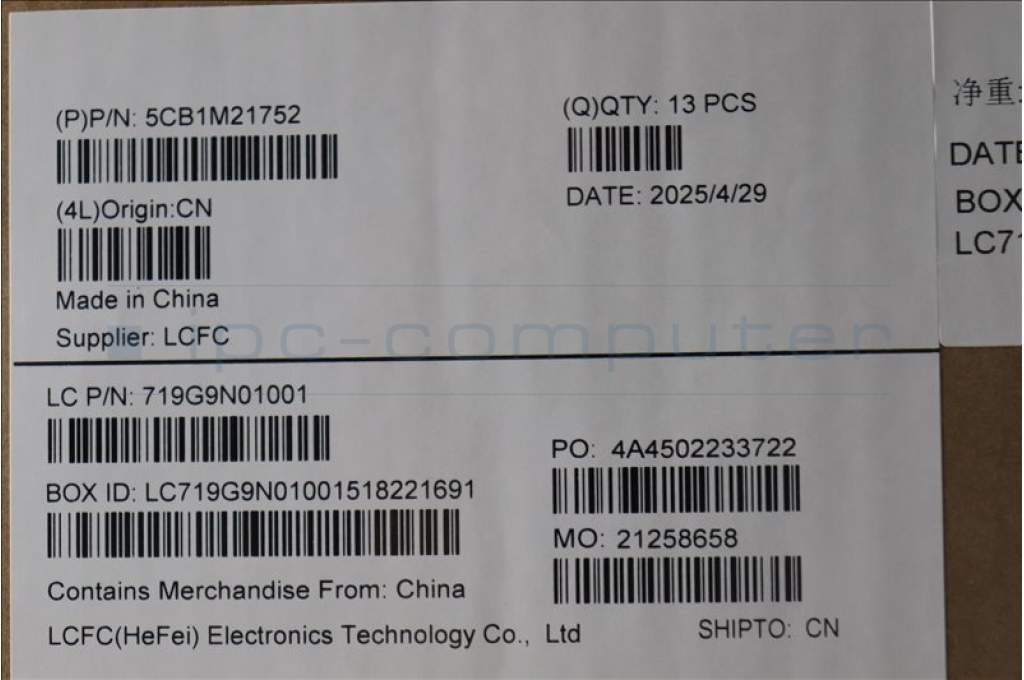 (P)P/N: 5CB1M21752
(Q)QTY: 13 PCS
DATE: 2025/4/29
(4L)Origin:CN
Made in China
Supplier: LCFC
ipc-computer
LC P/N: 719G9N01001
PO: 4A4502233722
BOX ID: LC719G9N01001518221691
MO: 21258658
Contains Merchandise From: China
LCFC(HeFei) Electronics Technology Co., Ltd
SHIPTO: CN
净重:
DATE
BOX
LC71